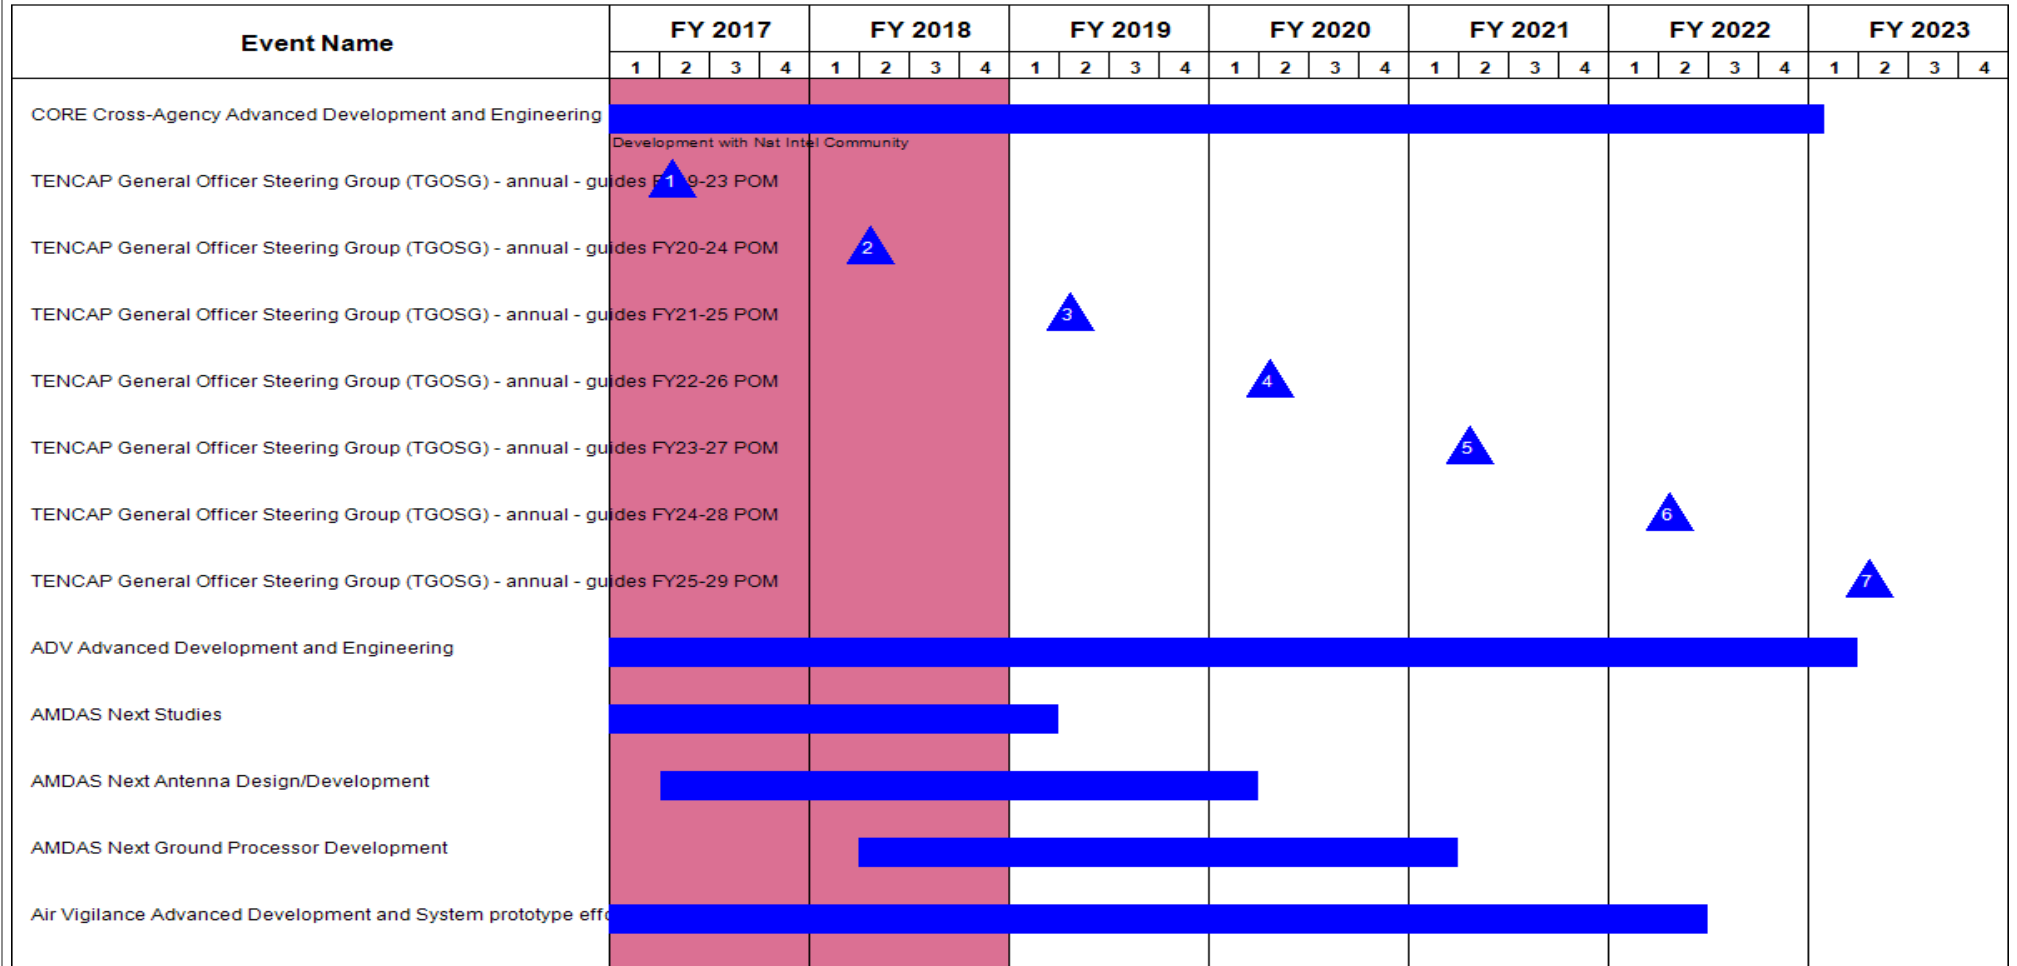 Event Name
FY 2017 FY 2018 FY 2019 FY 2020 FY 2021 FY 2022 FY 2023
1 2 3 4 1 2 3 4 1 2 3 4 1 2 3 4 1 2 3 4 1 2 3 4 1 2 3 4
CORE Cross-Agency Advanced Development and Engineering
Development with Nat Intel Community
TENCAP General Officer Steering Group (TGOSG) - annual - guides 9-23 POM
1
TENCAP General Officer Steering Group (TGOSG) - annual - guides FY20-24 POM
2
TENCAP General Officer Steering Group (TGOSG) - annual - guides FY21-25 POM
3
TENCAP General Officer Steering Group (TGOSG) - annual - guides FY22-26 POM
4
TENCAP General Officer Steering Group (TGOSG) - annual - guides FY23-27 POM
5
TENCAP General Officer Steering Group (TGOSG) - annual - guides FY24-28 POM
6
TENCAP General Officer Steering Group (TGOSG) - annual - guides FY25-29 POM
7
ADV Advanced Development and Engineering
AMDAS Next Studies
AMDAS Next Antenna Design/Development
AMDAS Next Ground Processor Development
Air Vigilance Advanced Development and System prototype effo